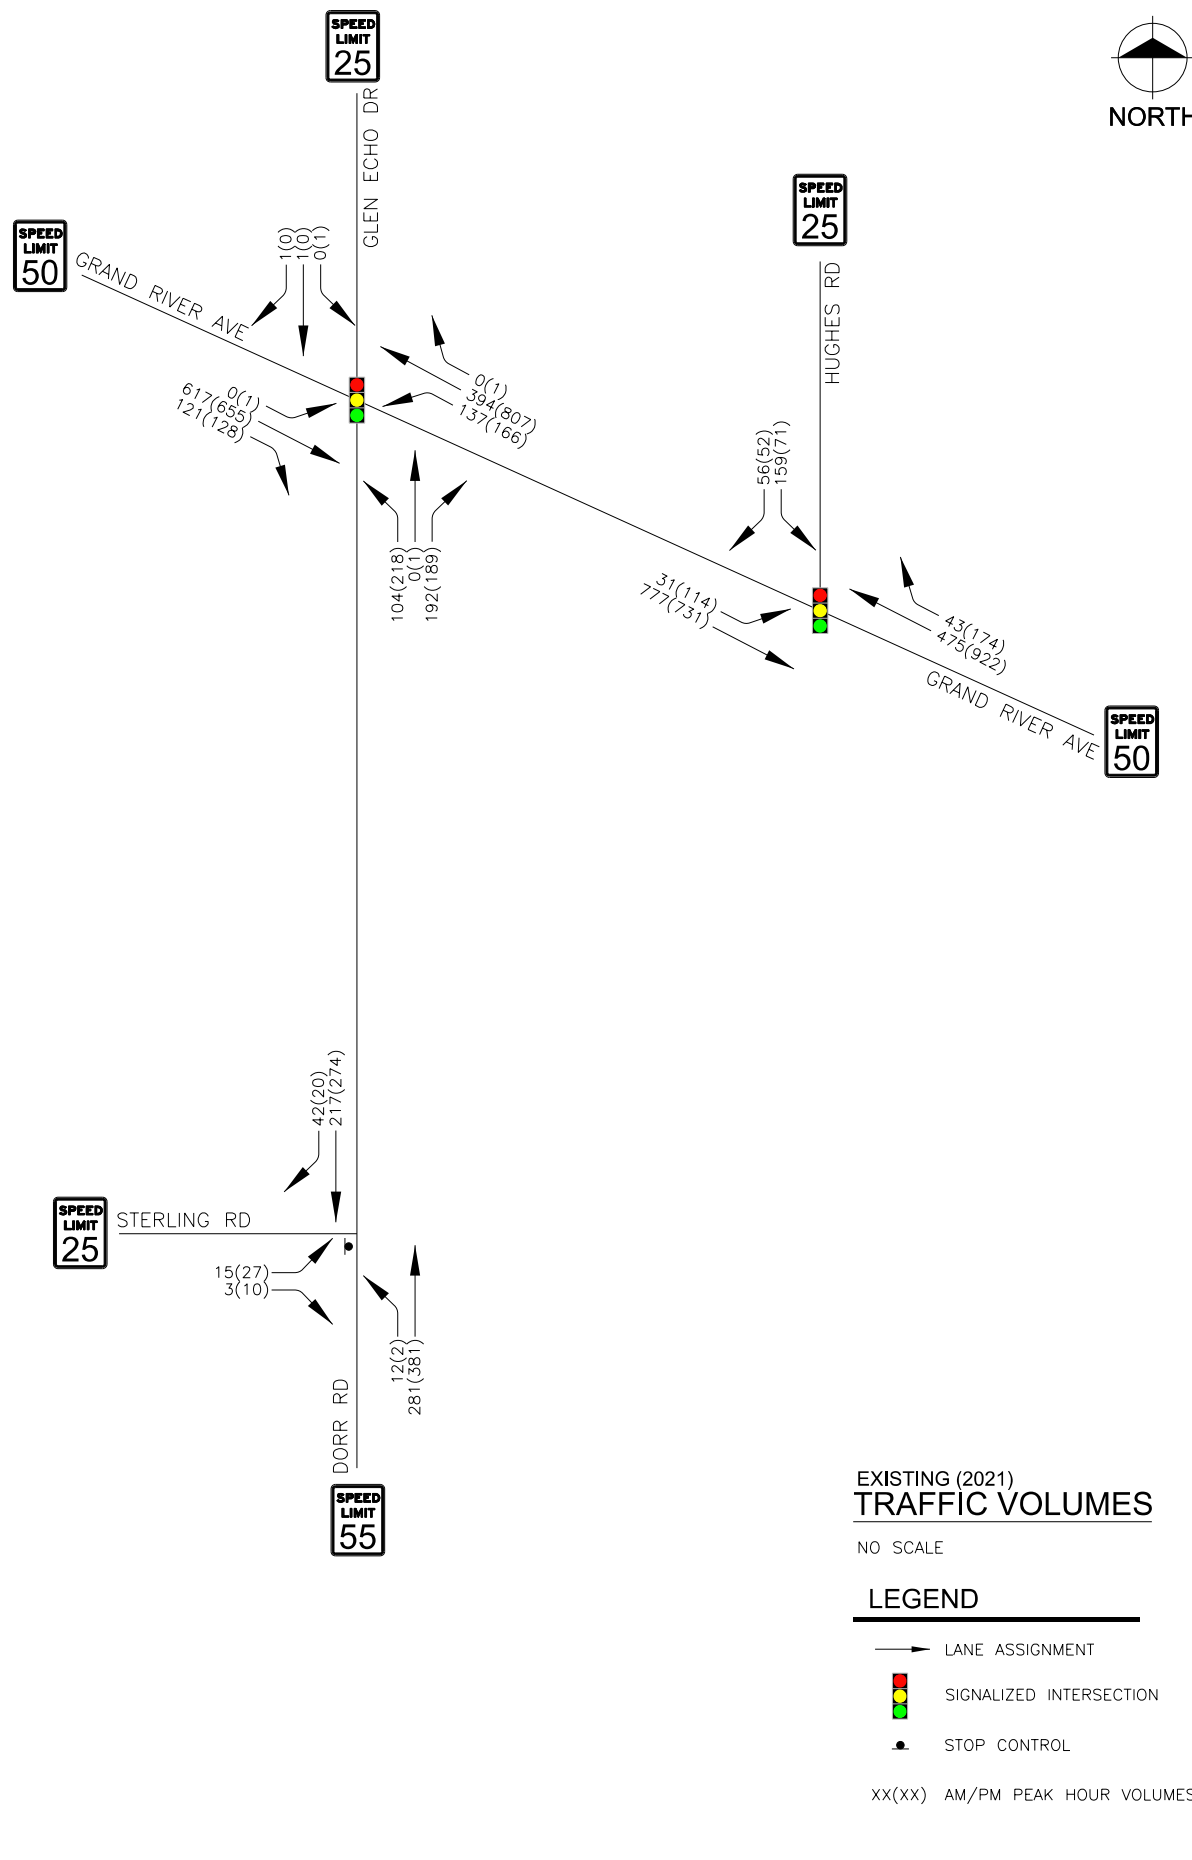 SPEED
LIMIT
25
GLEN ECHO DR
NORTH
SPEED
LIMIT
50
GRAND RIVER AVE
1(0)
1(0)
0(1)
SPEED
LIMIT
25
HUGHES RD
0(1)
394(807)
137(166)
0(1)
617(655)
121(128)
104(218)
0(1)
192(189)
56(52)
159(71)
31(114)
777(731)
43(174)
475(922)
GRAND RIVER AVE
SPEED
LIMIT
50
42(20)
217(274)
SPEED
LIMIT
25
STERLING RD
15(27)
3(10)
12(2)
281(381)
DORR RD
SPEED
LIMIT
55
EXISTING (2021)
TRAFFIC VOLUMES
NO SCALE
LEGEND
LANE ASSIGNMENT
SIGNALIZED INTERSECTION
STOP CONTROL
XX(XX) AM/PM PEAK HOUR VOLUMES